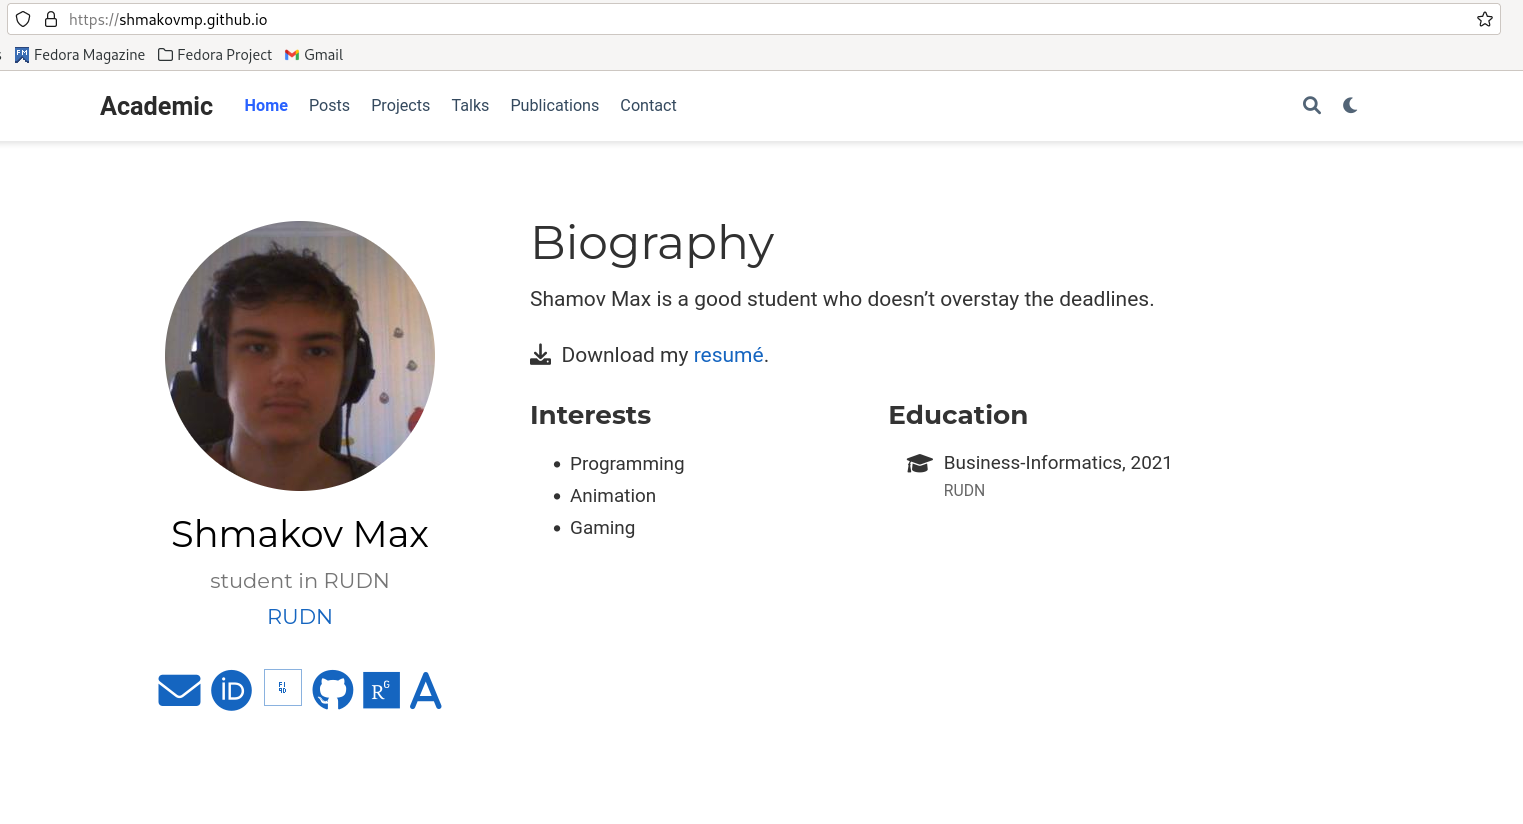 https://shmakovmp.github.io
s Fedora Magazine Fedora Project Gmail
Academic Home Posts Projects Talks Publications Contact
Biography
Shamov Max is a good student who doesn’t overstay the deadlines.
Download my resumé.
Interests
Programming
Animation
Gaming
Education
Business-Informatics, 2021
RUDN
Shmakov Max
student in RUDN
RUDN
iD
RG